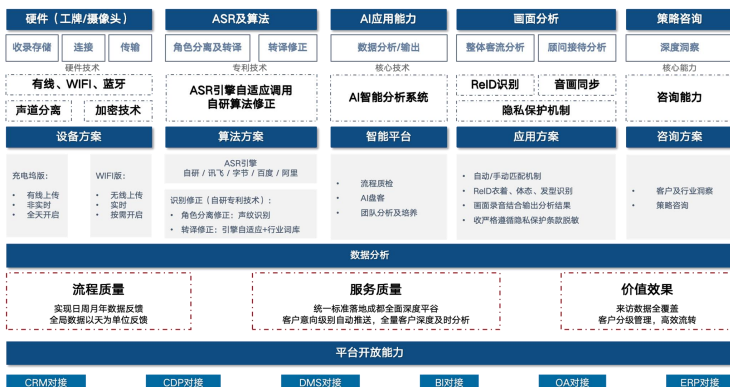 硬件（工牌/摄像头）
ASR及算法
AI应用能力
画面分析
策略咨询
收录存储
连接
传输
角色分离及转译
转译修正
数据分析/输出
整体客流分析
顾问接待分析
深度洞察
硬件技术
专利技术
核心技术
核心能力
有线、WIFI、蓝牙
声道分离
加密技术
ASR引擎自适应调用
自研算法修正
AI智能分析系统
ReID识别
音画同步
隐私保护机制
咨询能力
设备方案
算法方案
智能平台
应用方案
咨询方案
充电坞版：
• 有线上传
• 非实时
• 全天开启
WIFI版：
• 无线上传
• 实时
• 按需开启
ASR引擎
自研 / 讯飞 / 字节 / 百度 / 阿里
识别修正（自研专利技术）：
• 角色分离修正：声纹识别
• 转译修正：引擎自适应+行业词库
• 流程质检
• AI盘客
• 团队分析及培养
• 自动/手动匹配机制
• ReID衣着、体态、发型识别
• 画面录音结合输出分析结果
• 收严格遵循隐私保护条款脱敏
• 客户及行业洞察
• 策略咨询
数据分析
流程质量
实现日周月年数据反馈
全局数据以天为单位反馈
服务质量
统一标准落地成都全面深度平谷
客户意向级别自动推送，全量客户深度及时分析
价值效果
来访数据全覆盖
客户分级管理，高效流转
平台开放能力
CRM对接
CDP对接
DMS对接
BI对接
OA对接
ERP对接